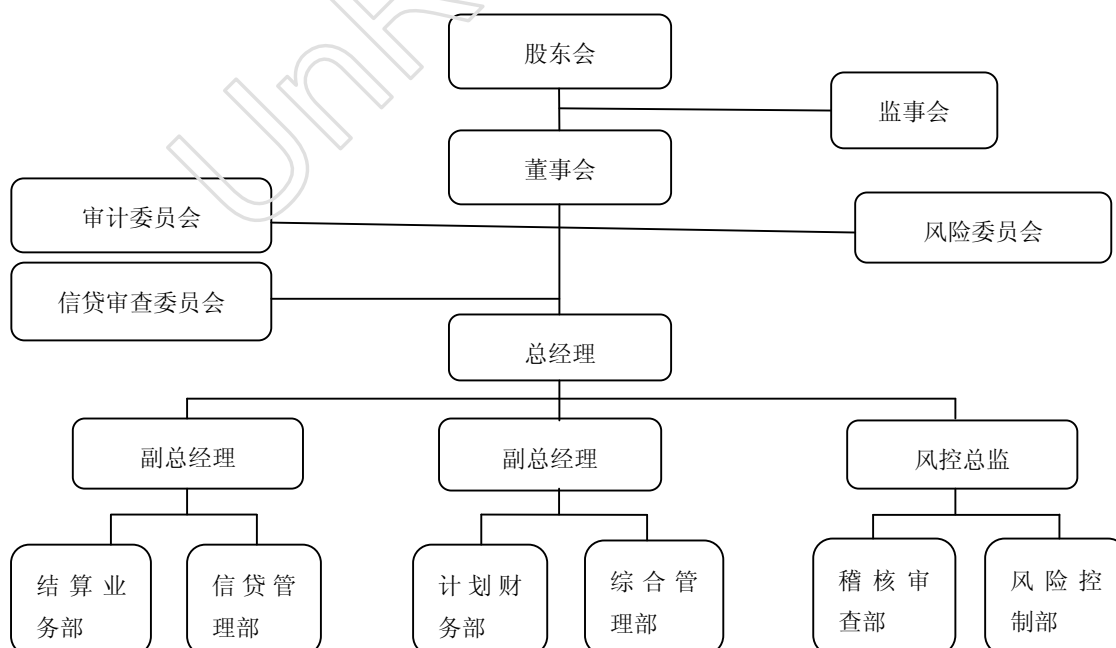 股东会
监事会
董事会
审计委员会
风险委员会
信贷审查委员会
总经理
副总经理
副总经理
风控总监
结算业
务部
信贷管
理部
计划财
务部
综合管
理部
稽核审
查部
风险控
制部